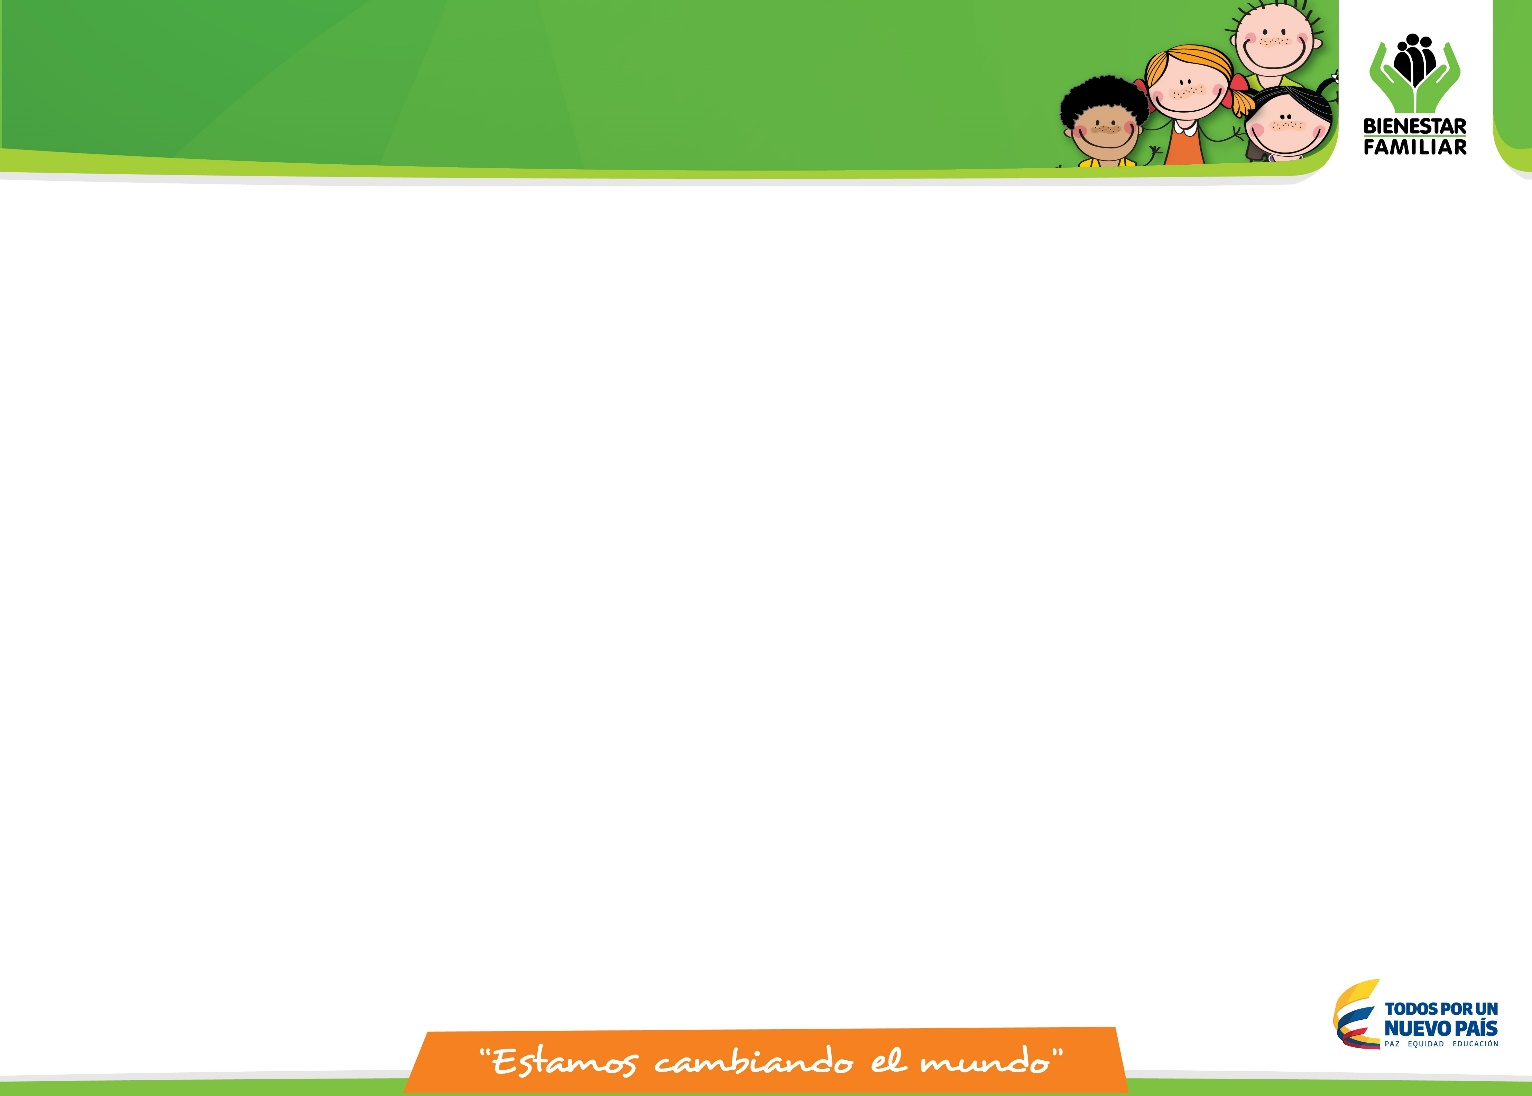 BIENESTAR
FAMILIAR
TODOS POR UN
NUEVO PAÍS
PAZ EQUIDAD EDUCACIÓN
“Estamos cambiando el mundo”